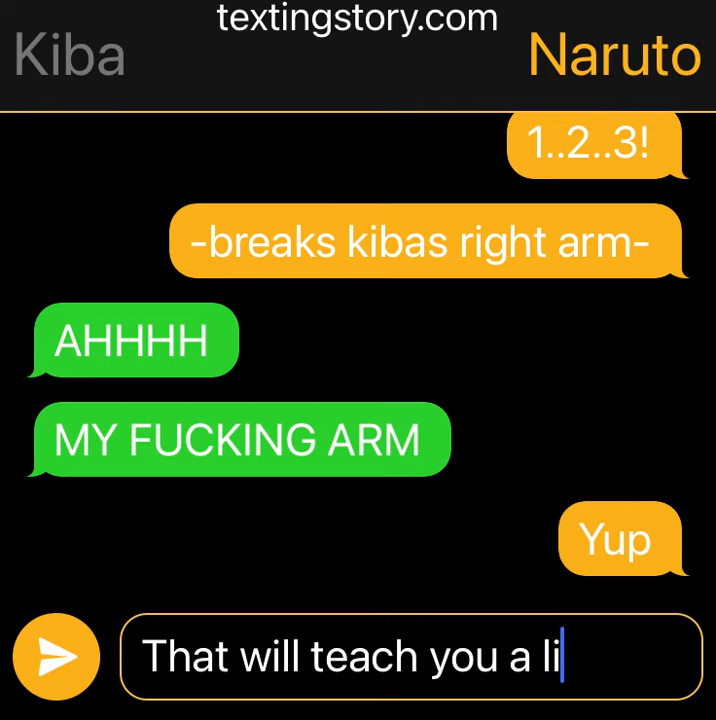 textingstory.com
Kiba
Naruto
1..2..3!
-breaks kibas right arm-
AHHHH
MY FUCKING ARM
Yup
That will teach you a li